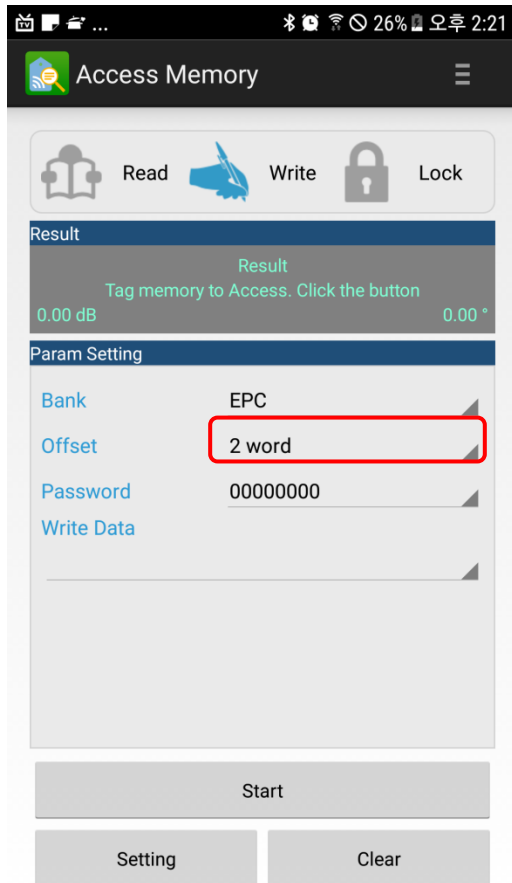 ... 26% 오후 2:21
Access Memory
Read Write Lock
Result
Result
Tag memory to Access. Click the button
0.00 dB 0.00 °
Param Setting
Bank EPC
Offset 2 word
Password 00000000
Write Data
Start
Setting Clear